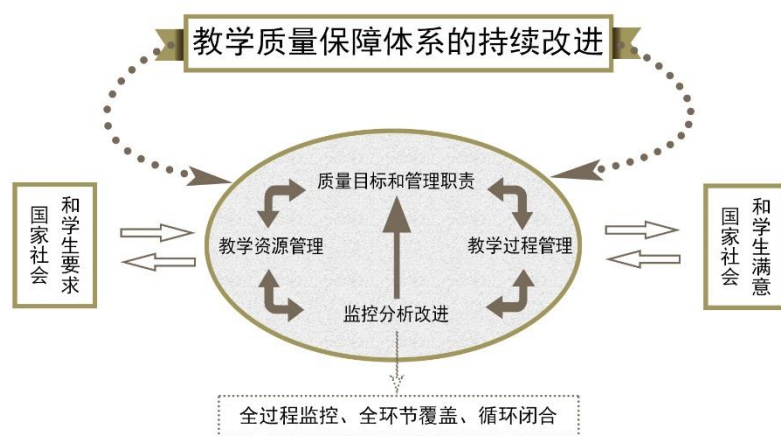 教学质量保障体系的持续改进
国家社会
和学生要求
质量目标和管理职责
教学资源管理
教学过程管理
监控分析改进
国家社会
和学生满意
全过程监控、全环节覆盖、循环闭合